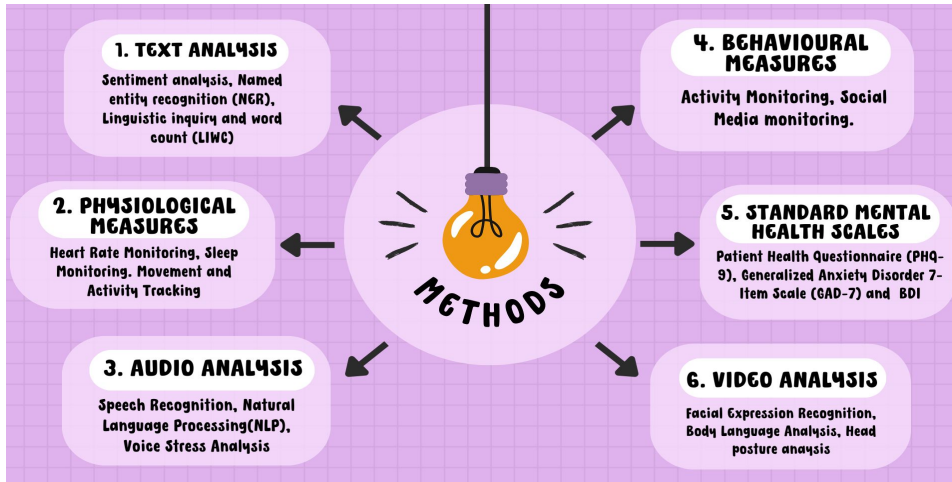 1. TEXT ANALYSIS
Sentiment analysis, Named
entity recognition (NER),
Linguistic inquiry and word
count (LIWC)
2. PHYSIOLOGICAL
MEASURES
Heart Rate Monitoring, Sleep
Monitoring. Movement and
Activity Tracking
3. AUDIO ANALYSIS
Speech Recognition, Natural
Language Processing(NLP),
Voice Stress Analysis
METHODS
4. BEHAVIOURAL
MEASURES
Activity Monitoring, Social
Media monitoring.
5. STANDARD MENTAL
HEALTH SCALES
Patient Health Questionnaire (PHQ-
9), Generalized Anxiety Disorder 7-
Item Scale (GAD-7) and BDI
6. VIDEO ANALYSIS
Facial Expression Recognition,
Body Language Analysis, Head
posture anaysis